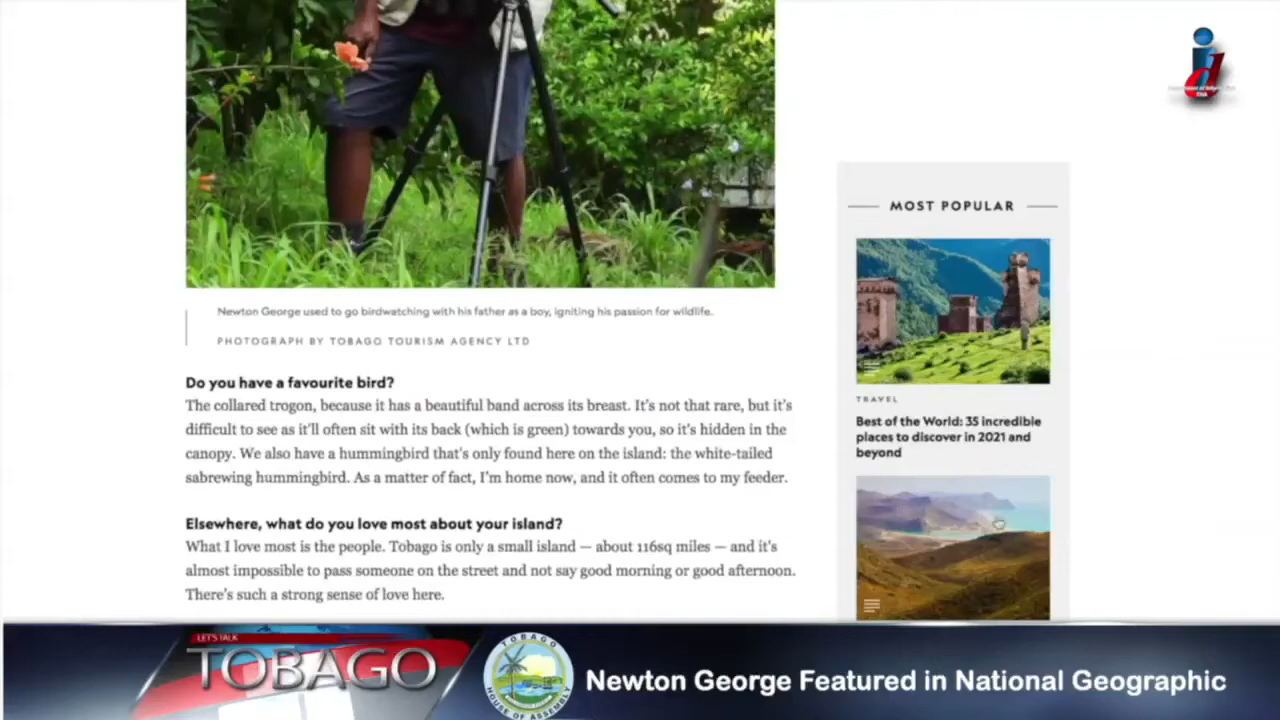 Newton George used to go birdwatching with his father as a boy, igniting his passion for wildlife.
PHOTOGRAPH BY TOBAGO TOURISM AGENCY LTD
Do you have a favourite bird?
The collared trogon, because it has a beautiful band across its breast. It's not that rare, but it's
difficult to see as it'll often sit with its back (which is green) towards you, so it's hidden in the
canopy. We also have a hummingbird that's only found here on the island: the white-tailed
sabrewing hummingbird. As a matter of fact, I'm home now, and it often comes to my feeder.
Elsewhere, what do you love most about your island?
What I love most is the people. Tobago is only a small island — about 116sq miles — and it's
almost impossible to pass someone on the street and not say good morning or good afternoon.
There's such a strong sense of love here.
MOST POPULAR
TRAVEL
Best of the World: 35 incredible
places to discover in 2021 and
beyond
LET'S TALK
TOBAGO
TOBAGO
HOUSE OF ASSEMBLY
Newton George Featured in National Geographic